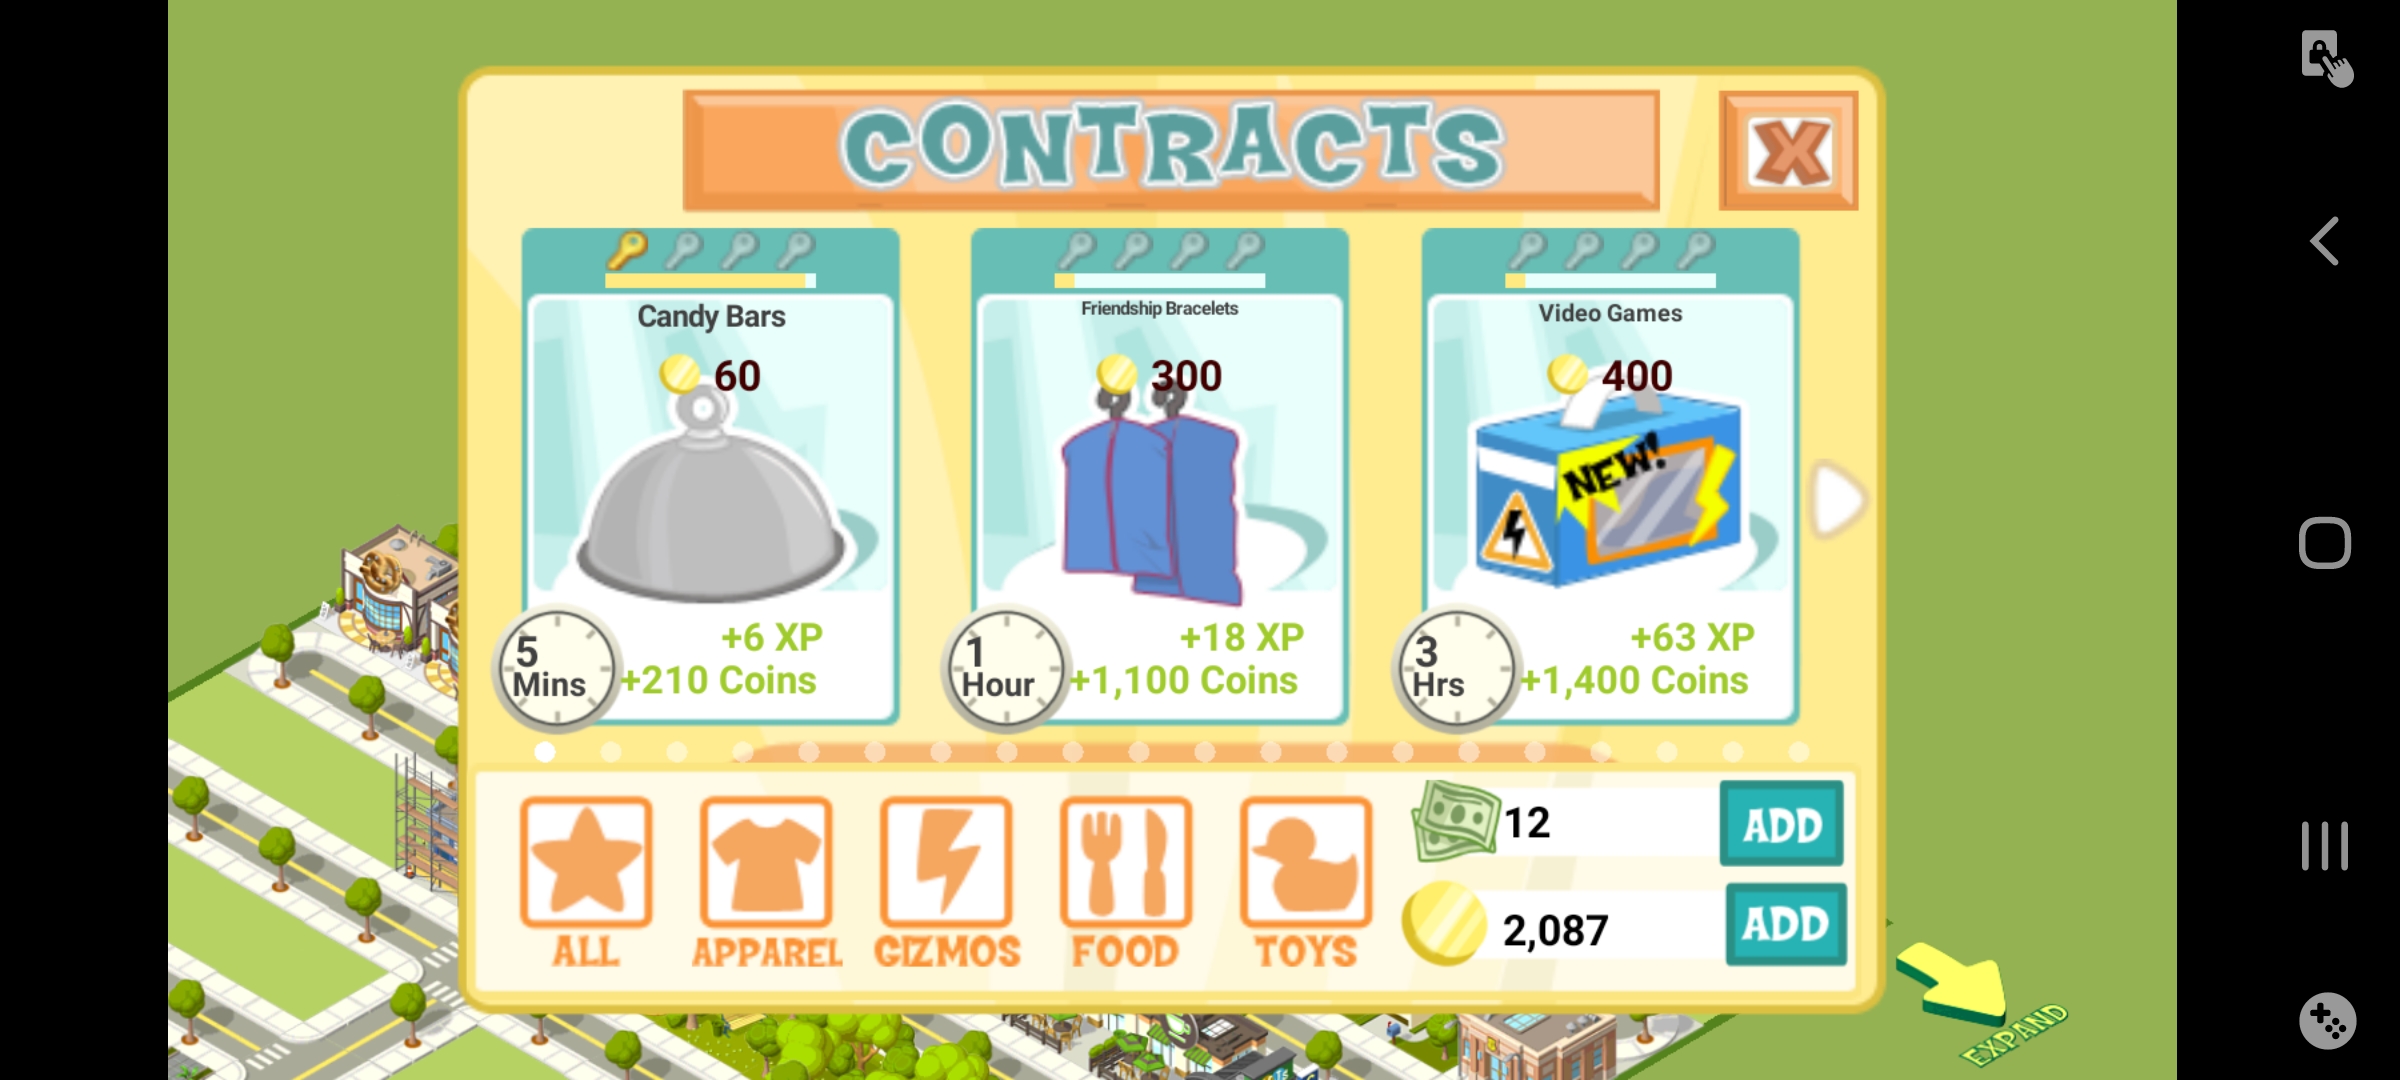 CONTRACTS
X
Candy Bars
60
5
Mins
+6 XP
+210 Coins
Friendship Bracelets
300
1
Hour
+18 XP
+1,100 Coins
Video Games
400
NEW!
3
Hrs
+63 XP
+1,400 Coins
ALL
APPAREL
GIZMOS
FOOD
TOYS
12
ADD
2,087
ADD
EXPAND